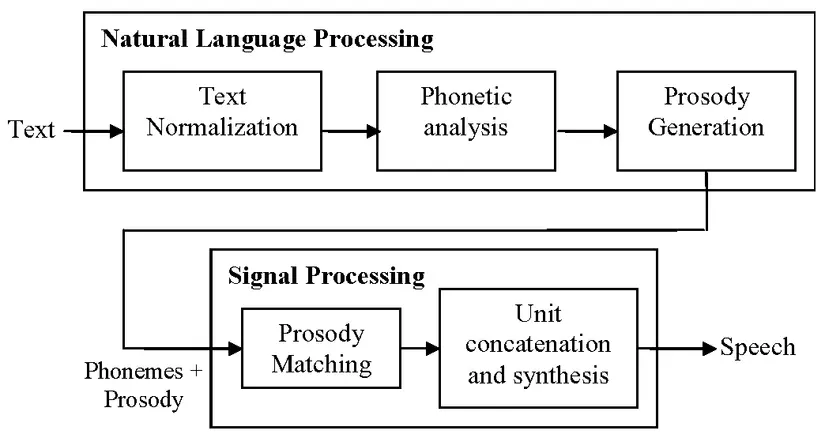 Natural Language Processing
Text
Text
Normalization
Phonetic
analysis
Prosody
Generation
Signal Processing
Phonemes +
Prosody
Prosody
Matching
Unit
concatenation
and synthesis
Speech